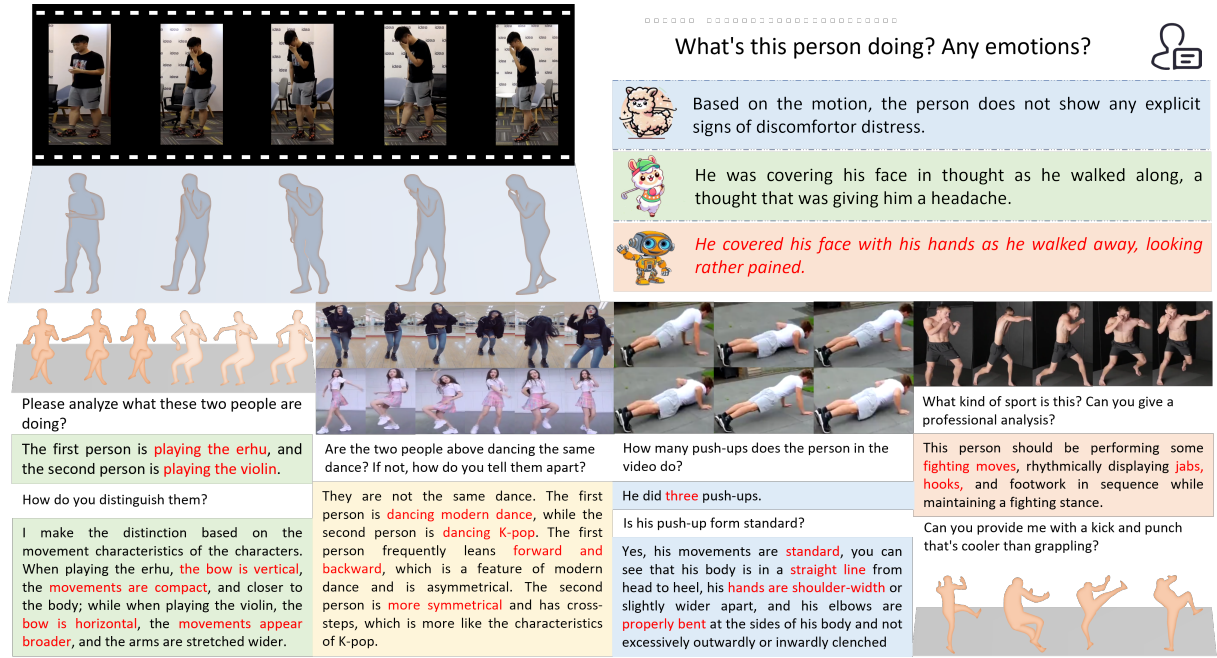 What's this person doing? Any emotions?
Based on the motion, the person does not show any explicit
signs of discomfortor distress.
He was covering his face in thought as he walked along, a
thought that was giving him a headache.
He covered his face with his hands as he walked away, looking
rather pained.
Please analyze what these two people are
doing?
The first person is playing the erhu, and
the second person is playing the violin.
How do you distinguish them?
I make the distinction based on the
movement characteristics of the characters.
When playing the erhu, the bow is vertical,
the movements are compact, and closer to
the body; while when playing the violin, the
bow is horizontal, the movements appear
broader, and the arms are stretched wider.
Are the two people above dancing the same
dance? If not, how do you tell them apart?
They are not the same dance. The first
person is dancing modern dance, while the
second person is dancing K-pop. The first
person frequently leans forward and
backward, which is a feature of modern
dance and is asymmetrical. The second
person is more symmetrical and has cross-
steps, which is more like the characteristics
of K-pop.
How many push-ups does the person in the
video do?
He did three push-ups.
Is his push-up form standard?
Yes, his movements are standard, you can
see that his body is in a straight line from
head to heel, his hands are shoulder-width or
slightly wider apart, and his elbows are
properly bent at the sides of his body and not
excessively outwardly or inwardly clenched
What kind of sport is this? Can you give a
professional analysis?
This person should be performing some
fighting moves, rhythmically displaying jabs,
hooks, and footwork in sequence while
maintaining a fighting stance.
Can you provide me with a kick and punch
that's cooler than grappling?